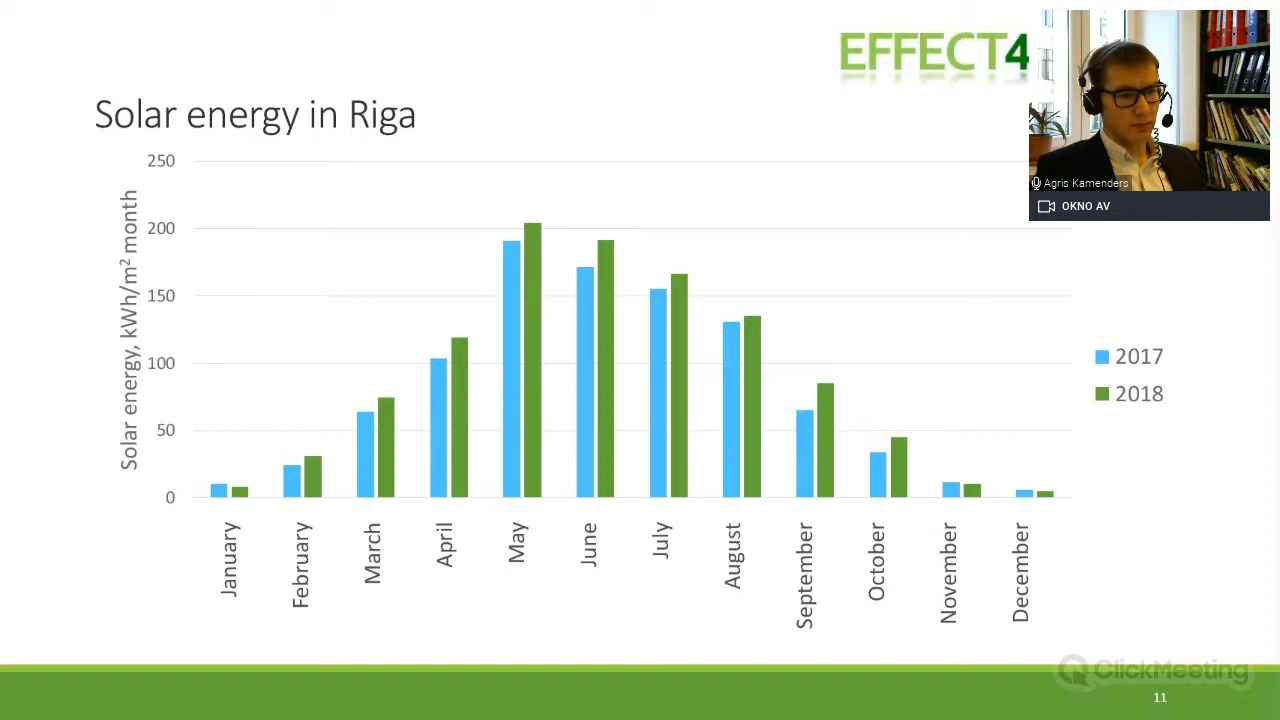 EFFECT4
Solar energy in Riga
Agris Kamenders
OKNO AV
Solar energy, kWh/m² month
250
200
150
100
50
0
January
February
March
April
May
June
July
August
September
October
November
December
2017
2018
ClickMeeting
11